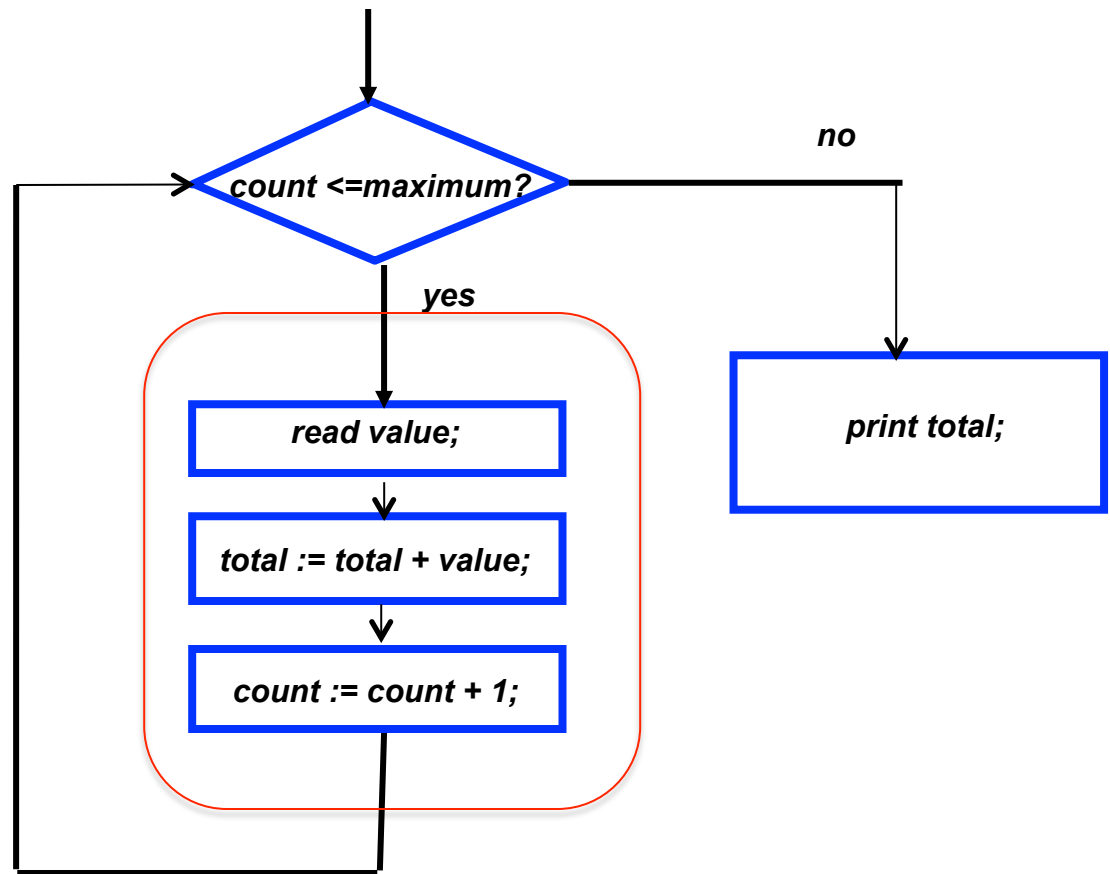 count <=maximum?
no
yes
read value;
print total;
total := total + value;
count := count + 1;